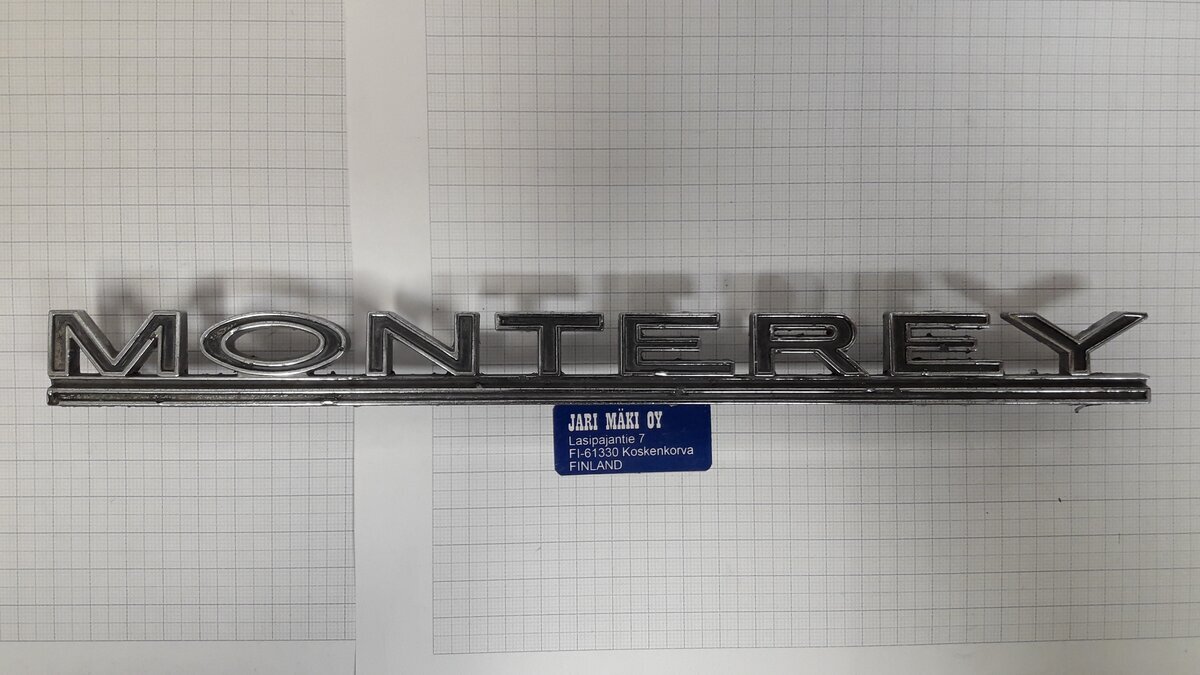 MONTEREY
JARI MÄKI OY
Lasipajantie 7
FI-61330 Koskenkorva
FINLAND